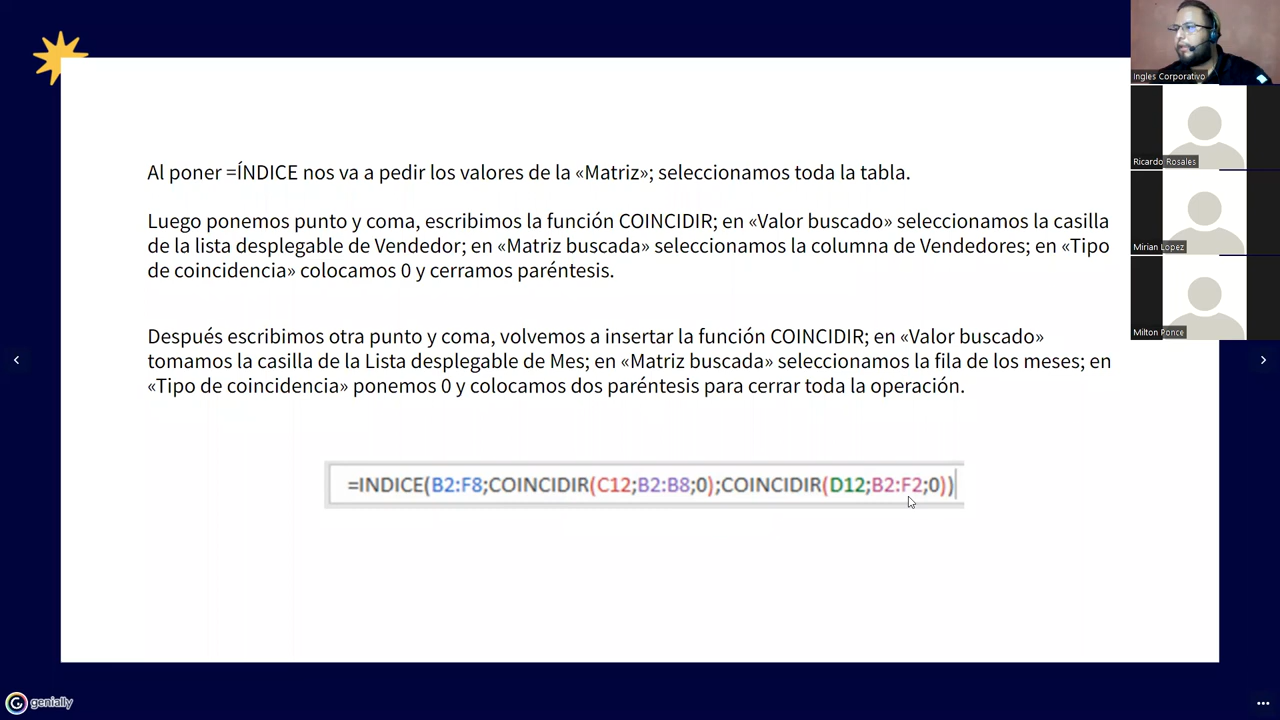 Al poner =ÍNDICE nos va a pedir los valores de la «Matriz»; seleccionamos toda la tabla.
Luego ponemos punto y coma, escribimos la función COINCIDIR; en «Valor buscado» seleccionamos la casilla
de la lista desplegable de Vendedor; en «Matriz buscada» seleccionamos la columna de Vendedores; en «Tipo
de coincidencia» colocamos 0 y cerramos paréntesis.
Después escribimos otra punto y coma, volvemos a insertar la función COINCIDIR; en «Valor buscado»
tomamos la casilla de la Lista desplegable de Mes; en «Matriz buscada» seleccionamos la fila de los meses; en
«Tipo de coincidencia» ponemos 0 y colocamos dos paréntesis para cerrar toda la operación.
=INDICE(B2:F8;COINCIDIR(C12;B2:B8;0);COINCIDIR(D12;B2:F2;0))
Ingles Corporativo
Ricardo Rosales
Mirian Lopez
Milton Ponce
genially